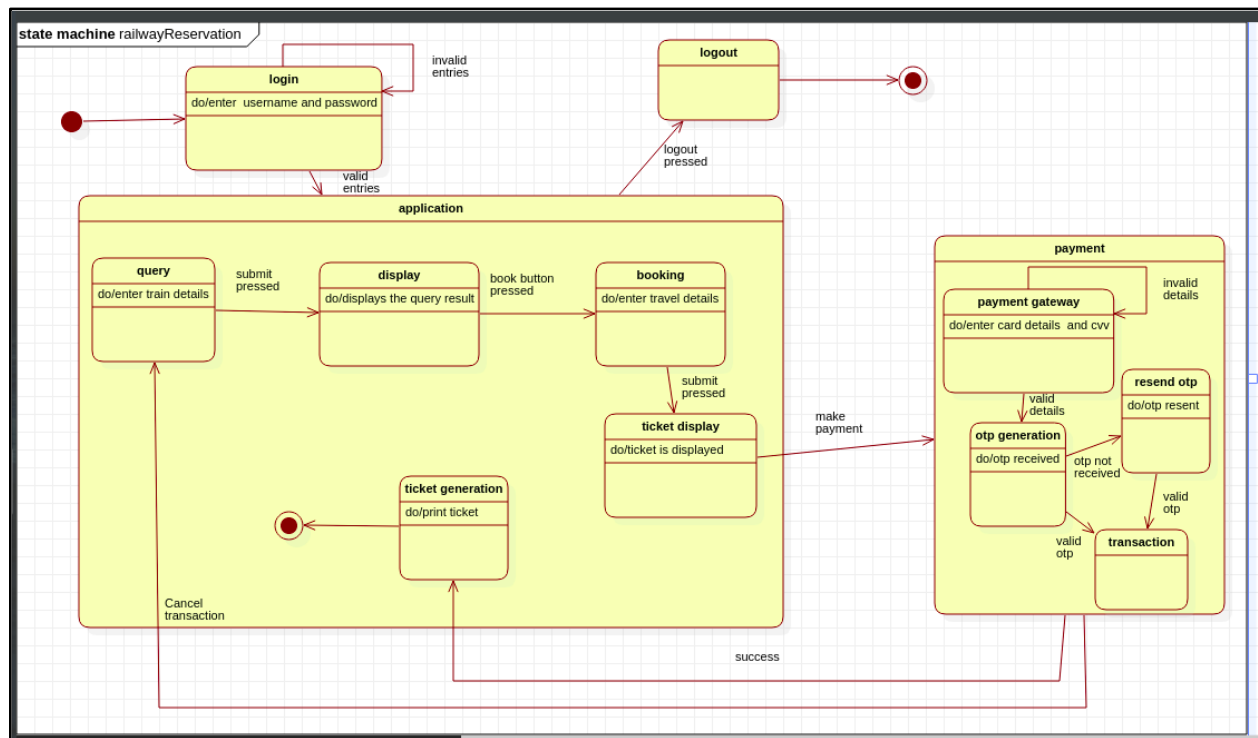 state machine railwayReservation
login
do/enter username and password
invalid
entries
logout
logout
pressed
valid
entries
application
query
do/enter train details
submit
pressed
display
do/displays the query result
book button
pressed
booking
do/enter travel details
submit
pressed
ticket display
do/ticket is displayed
make
payment
ticket generation
do/print ticket
Cancel
transaction
success
payment
payment gateway
do/enter card details and cvv
invalid
details
valid
details
otp generation
do/otp received
otp not
received
resend otp
do/otp resent
valid
otp
valid
otp
transaction